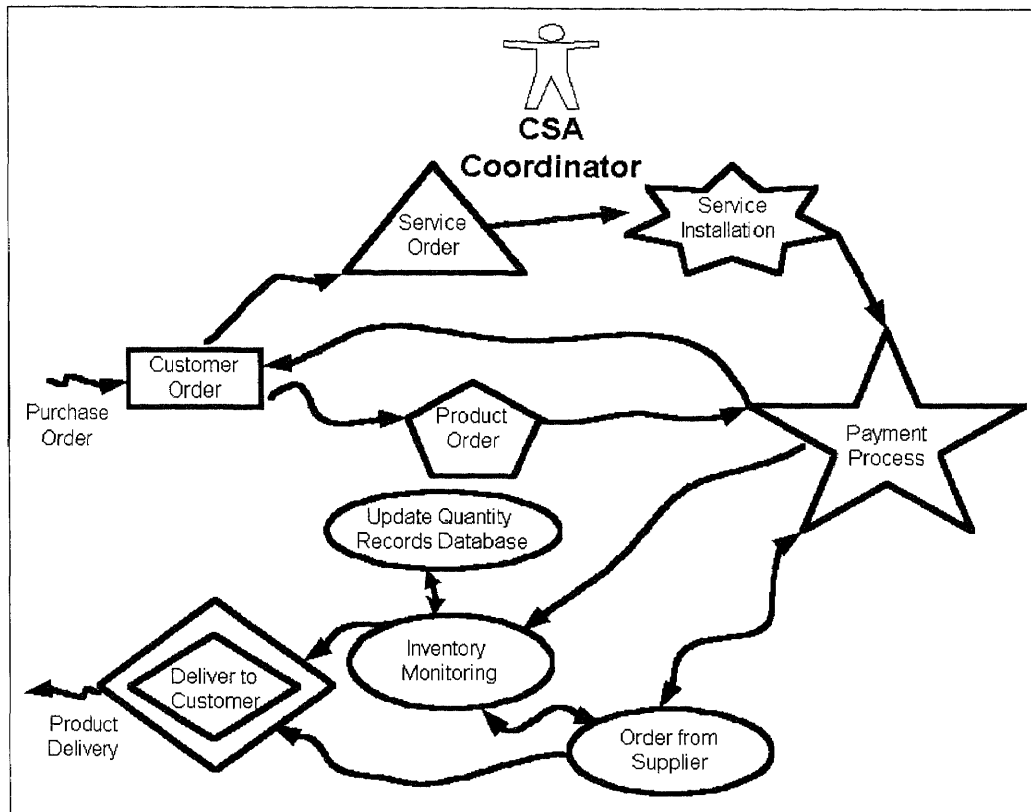 CSA
Coordinator
Service
Order
Service
Installation
Customer
Order
Purchase
Order
Product
Order
Payment
Process
Update Quantity
Records Database
Inventory
Monitoring
Deliver to
Customer
Product
Delivery
Order from
Supplier